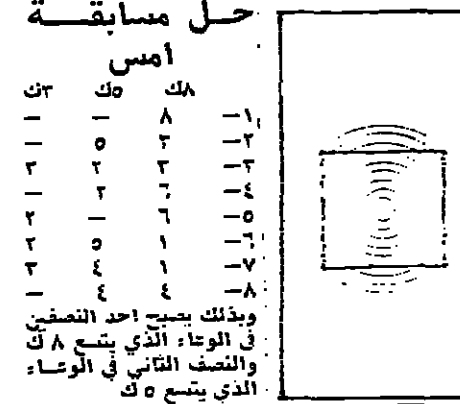 حل مسابقة
أمس
٨ك ٥ك ٣ك
١— ٨ — —
٢— ٣ ٥ —
٣— ٣ ٢ ٣
٤— ٦ ٢ —
٥— ٦ — ٢
٦— ١ ٥ ٢
٧— ١ ٤ ٣
٨— ٤ ٤ —
وبذلك يصبح احد النصفين
في الوعاء الذي يتسع ٨ ك
والنصف الثاني في الوعـاء
الذي يتسع ٥ ك